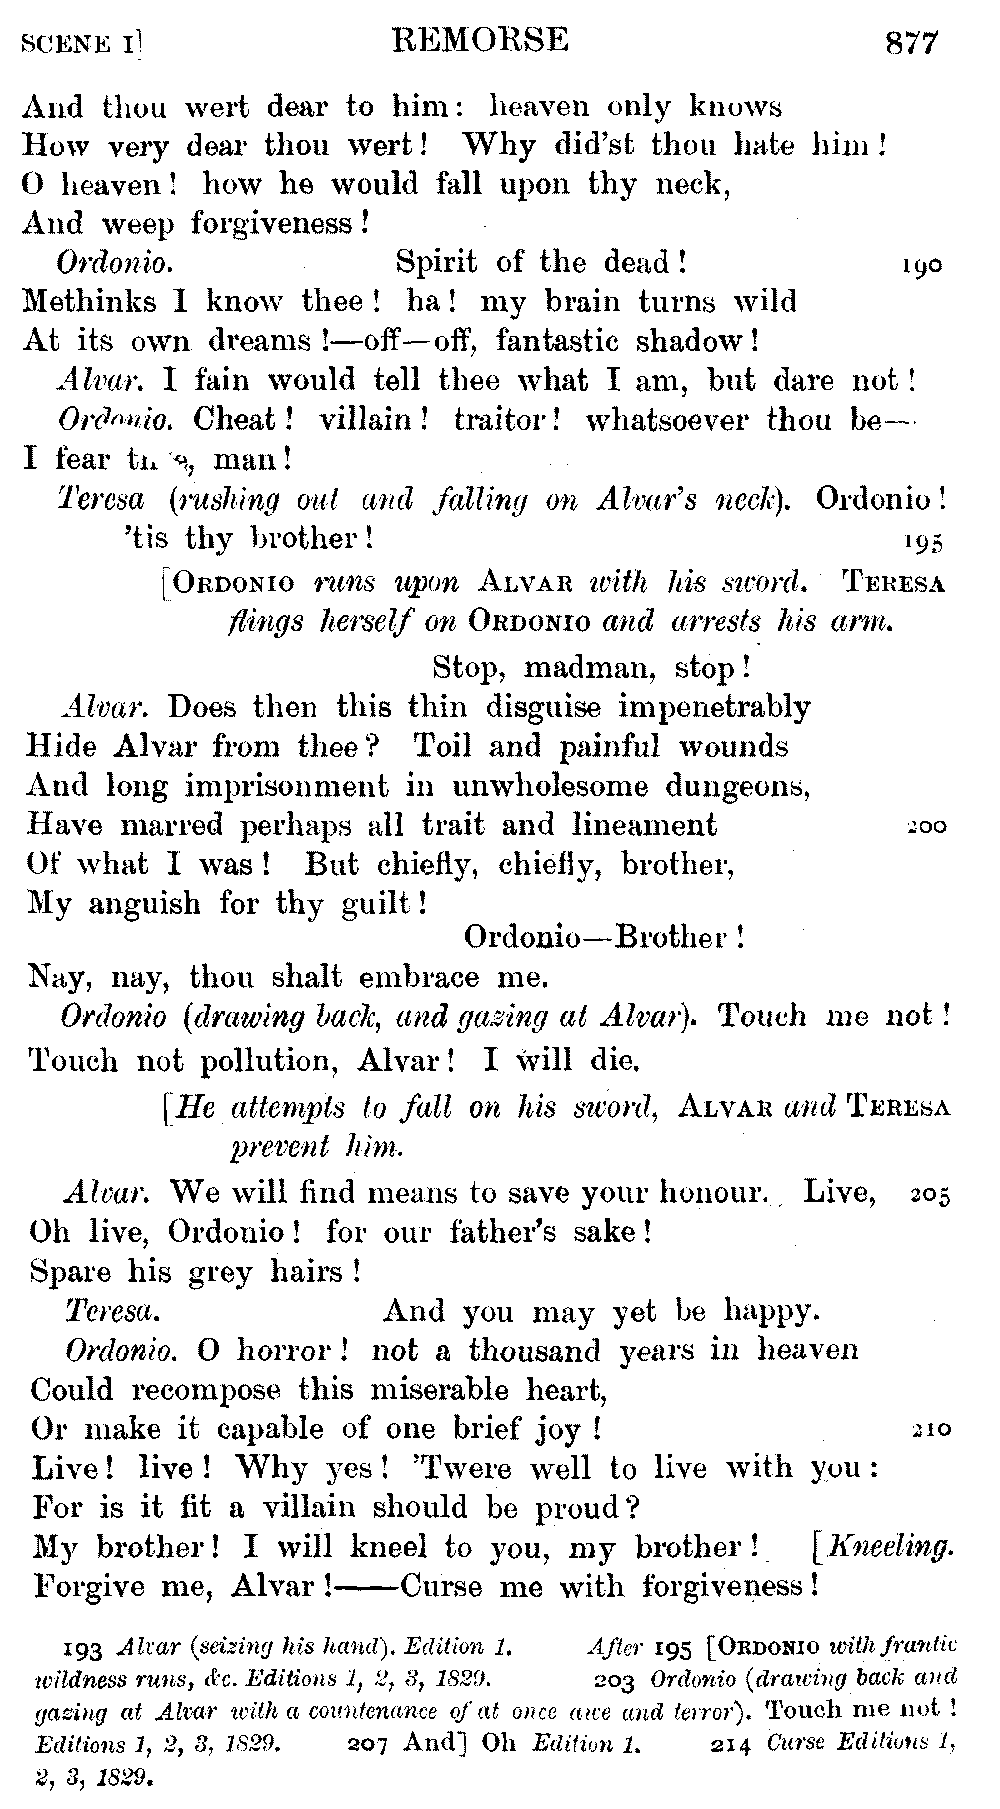 SCENE I] REMORSE 877
And thou wert dear to him: heaven only knows
How very dear thou wert! Why did'st thou hate him!
O heaven! how he would fall upon thy neck,
And weep forgiveness!
Ordonio. Spirit of the dead! 190
Methinks I know thee! ha! my brain turns wild
At its own dreams!—off—off, fantastic shadow!
Alvar. I fain would tell thee what I am, but dare not!
Ordonio. Cheat! villain! traitor! whatsoever thou be—
I fear man!
Teresa (rushing out and falling on Alvar's neck). Ordonio!
'tis thy brother! 195
[ORDONIO runs upon ALVAR with his sword. TERESA
flings herself on ORDONIO and arrests his arm.
Stop, madman, stop!
Alvar. Does then this thin disguise impenetrably
Hide Alvar from thee? Toil and painful wounds
And long imprisonment in unwholesome dungeons,
Have marred perhaps all trait and lineament 200
Of what I was! But chiefly, chiefly, brother,
My anguish for thy guilt!
Ordonio—Brother!
Nay, nay, thou shalt embrace me.
Ordonio (drawing back, and gazing at Alvar). Touch me not!
Touch not pollution, Alvar! I will die.
[He attempts to fall on his sword, ALVAR and TERESA
prevent him.
Alvar. We will find means to save your honour. Live, 205
Oh live, Ordonio! for our father's sake!
Spare his grey hairs!
Teresa. And you may yet be happy.
Ordonio. O horror! not a thousand years in heaven
Could recompose this miserable heart,
Or make it capable of one brief joy! 210
Live! live! Why yes! 'Twere well to live with you:
For is it fit a villain should be proud?
My brother! I will kneel to you, my brother! [Kneeling.
Forgive me, Alvar!——Curse me with forgiveness!
193 Alvar (seizing his hand). Edition 1. After 195 [ORDONIO with frantic
wildness runs, &c. Editions 1, 2, 3, 1829. 203 Ordonio (drawing back and
gazing at Alvar with a countenance of at once awe and terror). Touch me not!
Editions 1, 2, 3, 1829. 207 And] Oh Edition 1. 214 Curse Editions 1,
2, 3, 1829.